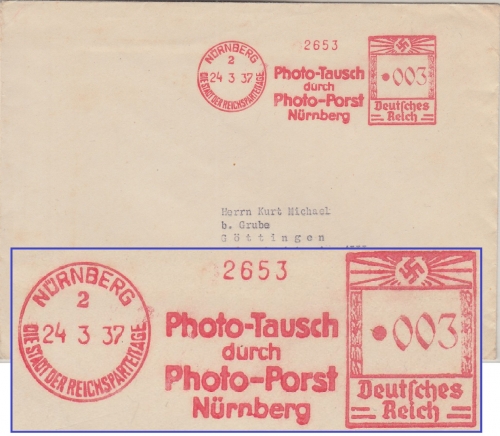 NÜRNBERG
2
24 3 37
DIE STADT DER REICHSPARTEITAGE
2653
Photo-Tausch
durch
Photo-Porst
Nürnberg
003
Deutsches
Reich
Herrn Kurt Michael
b. Grube
Göttingen
NÜRNBERG
2
24 3 37
DIE STADT DER REICHSPARTEITAGE
2653
Photo-Tausch
durch
Photo-Porst
Nürnberg
003
Deutsches
Reich